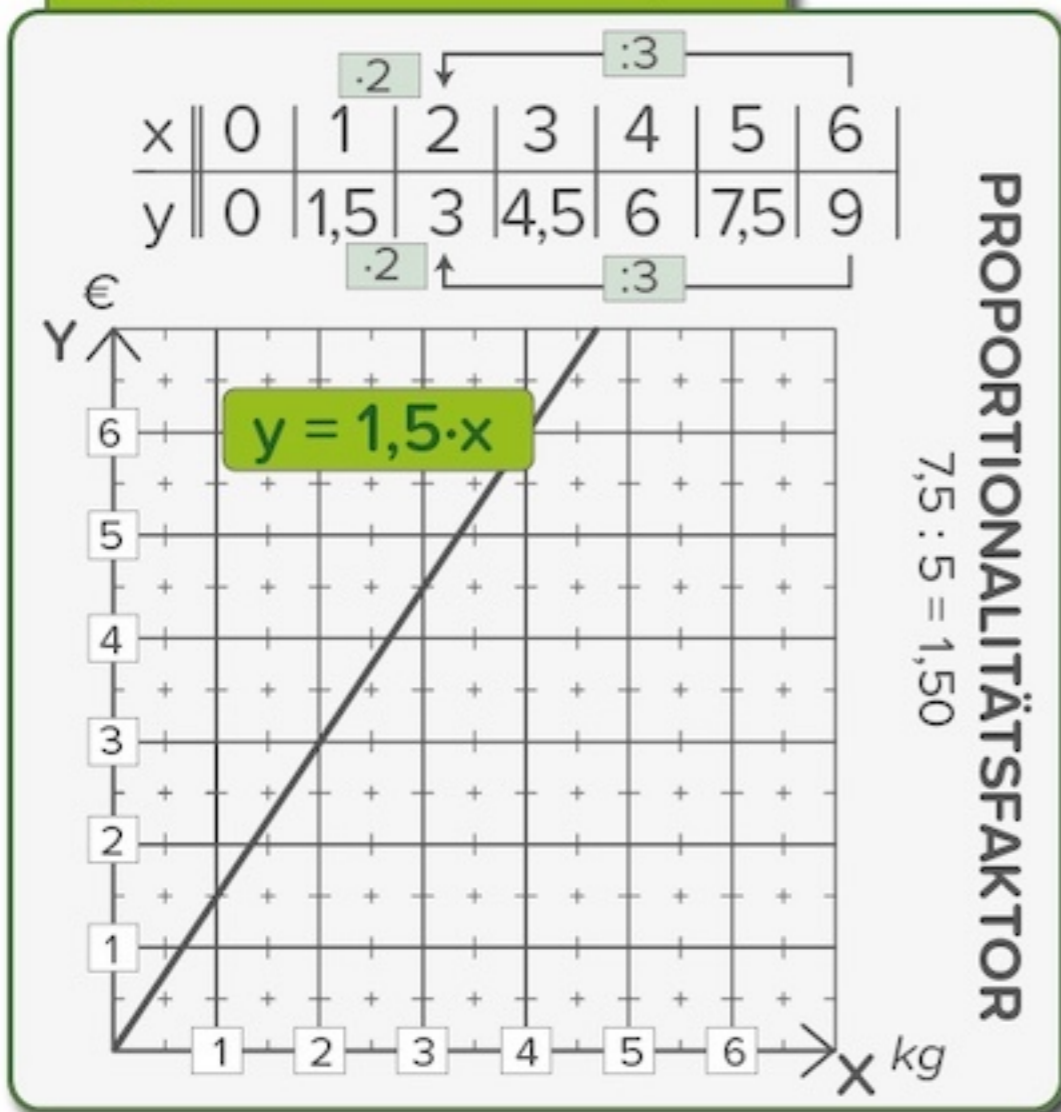 ·2 :3
x 0 1 2 3 4 5 6
y 0 1,5 3 4,5 6 7,5 9
·2 :3
€
Y
y = 1,5·x
6
5
4
3
2
1
1 2 3 4 5 6
X kg
PROPORTIONALITÄTSFAKTOR
7,5 : 5 = 1,50